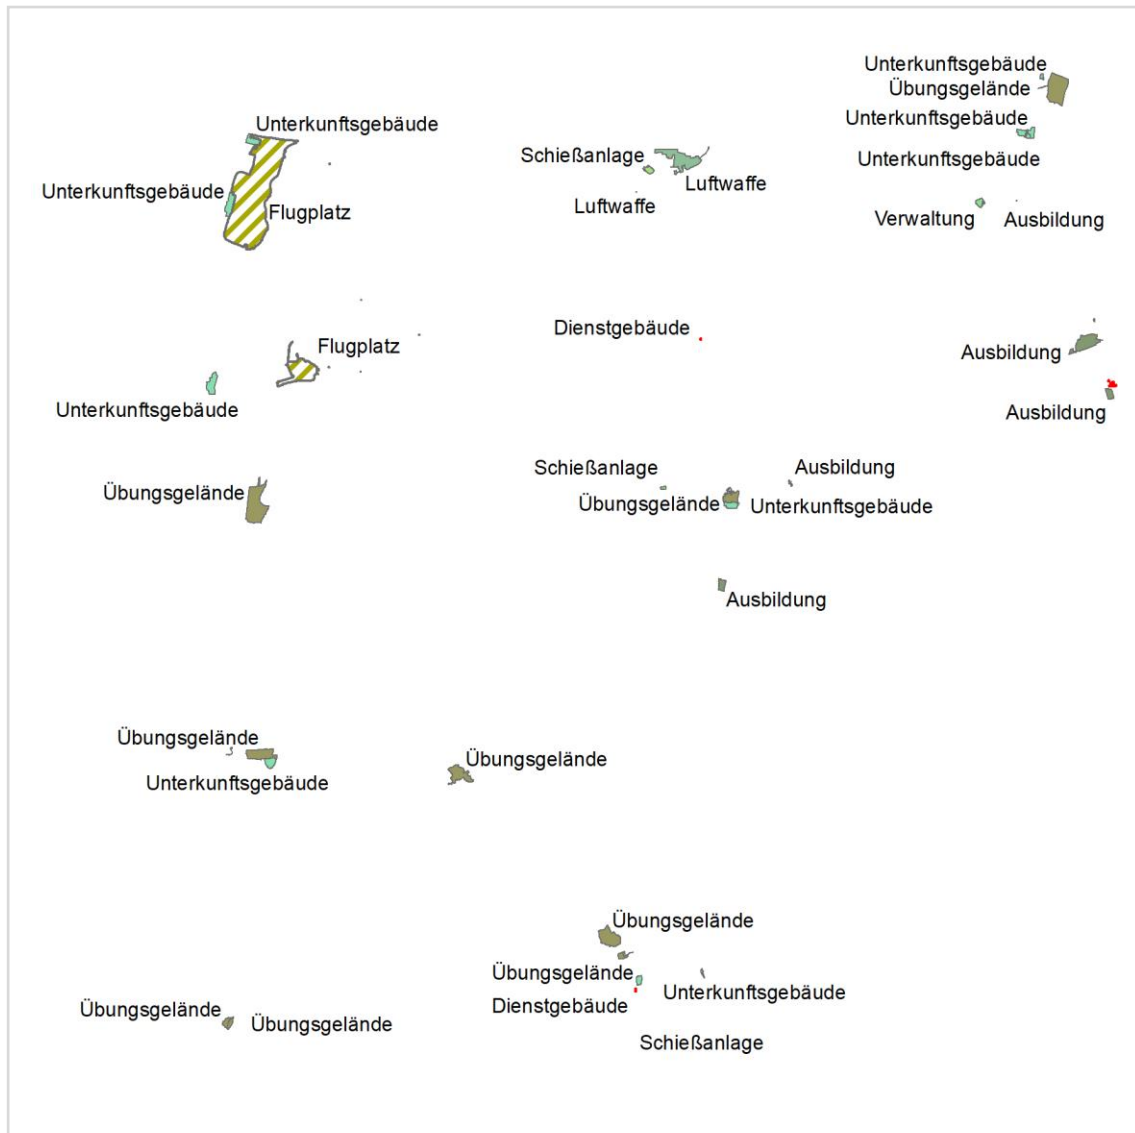 Unterkunftsgebäude
Übungsgelände
Unterkunftsgebäude
Unterkunftsgebäude
Unterkunftsgebäude
Schießanlage
Unterkunftsgebäude
Luftwaffe
Unterkunftsgebäude
Luftwaffe
Flugplatz
Verwaltung
Ausbildung
Dienstgebäude
Flugplatz
Ausbildung
Unterkunftsgebäude
Ausbildung
Schießanlage
Ausbildung
Übungsgelände
Übungsgelände
Unterkunftsgebäude
Ausbildung
Übungsgelände
Übungsgelände
Unterkunftsgebäude
Übungsgelände
Übungsgelände
Unterkunftsgebäude
Dienstgebäude
Übungsgelände
Übungsgelände
Schießanlage